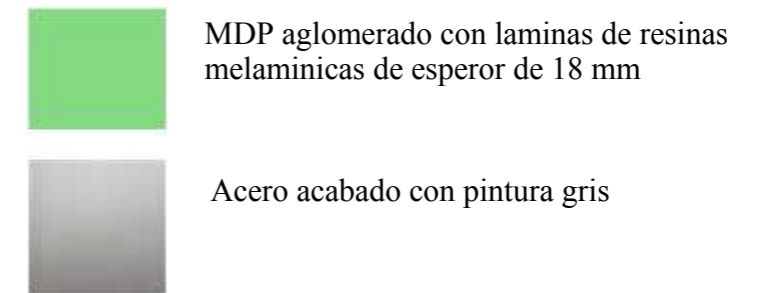 MDP aglomerado con laminas de resinas
melaminicas de esperor de 18 mm
Acero acabado con pintura gris